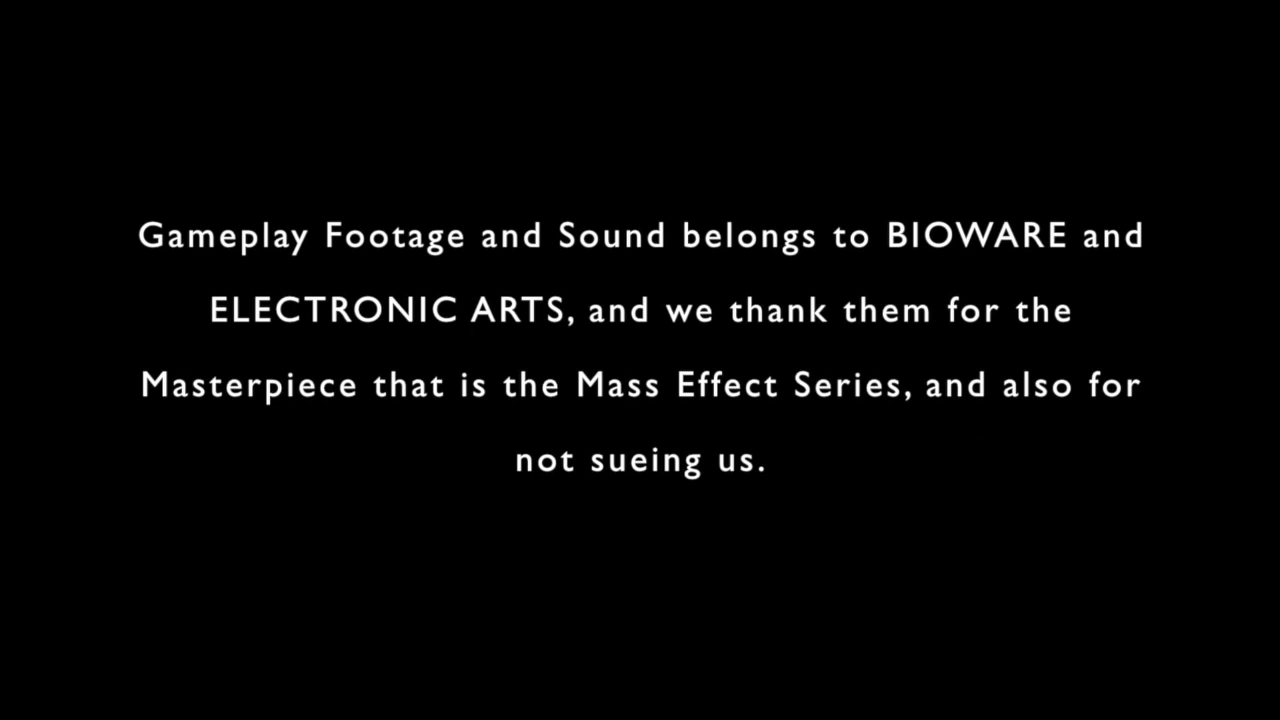 Gameplay Footage and Sound belongs to BIOWARE and
ELECTRONIC ARTS, and we thank them for the
Masterpiece that is the Mass Effect Series, and also for
not sueing us.